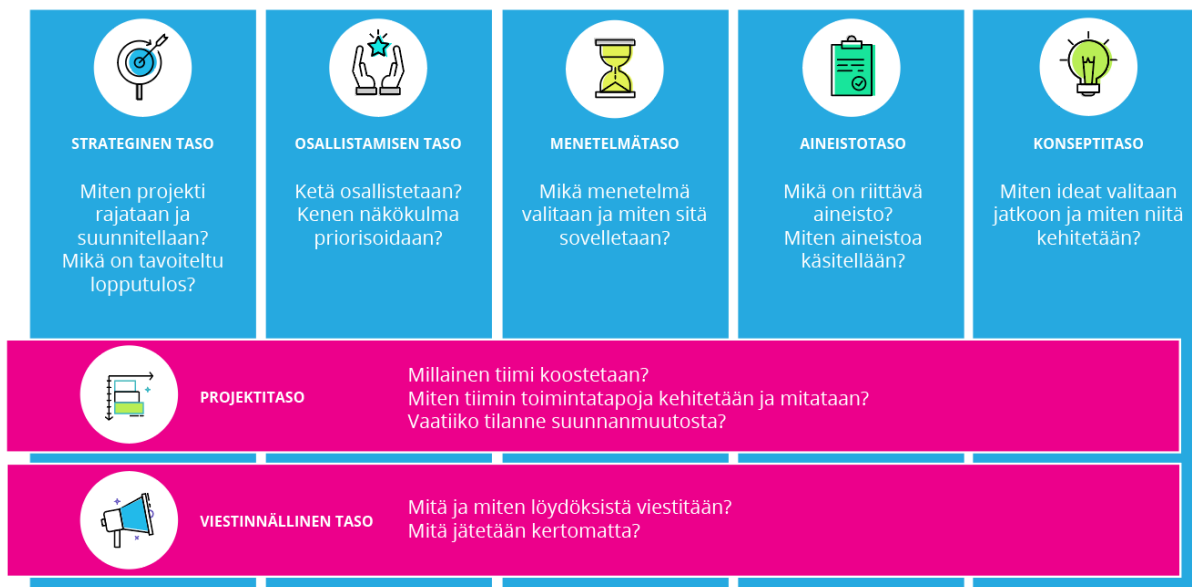 STRATEGINEN TASO
Miten projekti
rajataan ja
suunnitellaan?
Mikä on tavoiteltu
lopputulos?
OSALLISTAMISEN TASO
Ketä osallistetaan?
Kenen näkökulma
priorisoidaan?
MENETELMÄTASO
Mikä menetelmä
valitaan ja miten sitä
sovelletaan?
AINEISTOTASO
Mikä on riittävä
aineisto?
Miten aineistoa
käsitellään?
KONSEPTITASO
Miten ideat valitaan
jatkoon ja miten niitä
kehitetään?
PROJEKTITASO
Millainen tiimi koostetaan?
Miten tiimin toimintatapoja kehitetään ja mitataan?
Vaatiiko tilanne suunnanmuutosta?
VIESTINNÄLLINEN TASO
Mitä ja miten löydöksistä viestitään?
Mitä jätetään kertomatta?